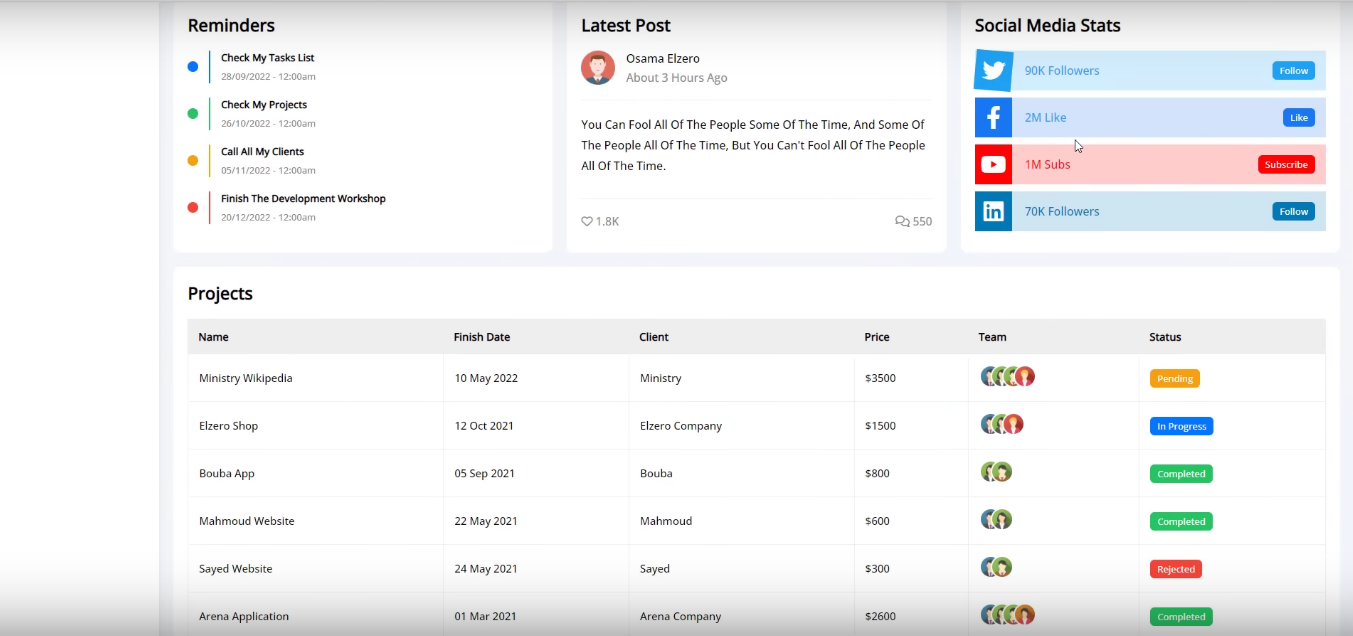 Reminders
Check My Tasks List
28/09/2022 - 12:00am
Check My Projects
26/10/2022 - 12:00am
Call All My Clients
05/11/2022 - 12:00am
Finish The Development Workshop
20/12/2022 - 12:00am
Latest Post
Osama Elzero
About 3 Hours Ago
You Can Fool All Of The People Some Of The Time, And Some Of
The People All Of The Time, But You Can't Fool All Of The People
All Of The Time.
1.8K 550
Social Media Stats
90K Followers Follow
2M Like Like
1M Subs Subscribe
70K Followers Follow
Projects
Name Finish Date Client Price Team Status
Ministry Wikipedia 10 May 2022 Ministry $3500 Pending
Elzero Shop 12 Oct 2021 Elzero Company $1500 In Progress
Bouba App 05 Sep 2021 Bouba $800 Completed
Mahmoud Website 22 May 2021 Mahmoud $600 Completed
Sayed Website 24 May 2021 Sayed $300 Rejected
Arena Application 01 Mar 2021 Arena Company $2600 Completed